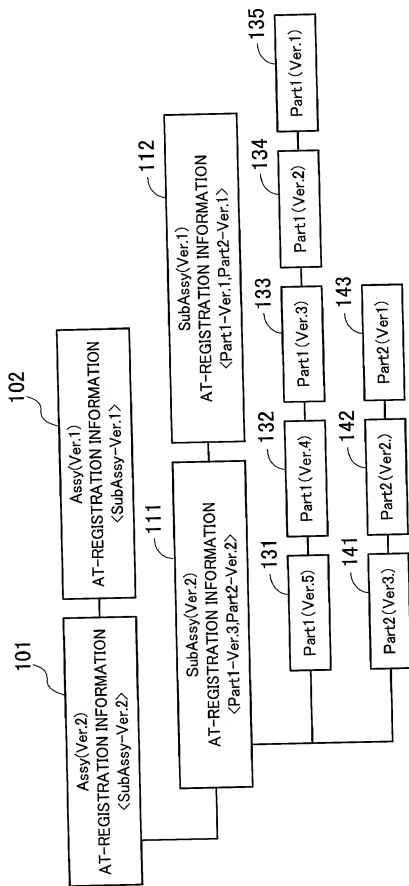 101
Assy(Ver.2)
AT-REGISTRATION INFORMATION
<SubAssy-Ver.2>
102
Assy(Ver.1)
AT-REGISTRATION INFORMATION
<SubAssy-Ver.1>
111
SubAssy(Ver.2)
AT-REGISTRATION INFORMATION
<Part1-Ver.3,Part2-Ver.2>
112
SubAssy(Ver.1)
AT-REGISTRATION INFORMATION
<Part1-Ver.1,Part2-Ver.1>
131
Part1(Ver.5)
132
Part1(Ver.4)
133
Part1(Ver.3)
134
Part1(Ver.2)
135
Part1(Ver.1)
141
Part2(Ver3.)
142
Part2(Ver2.)
143
Part2(Ver1)